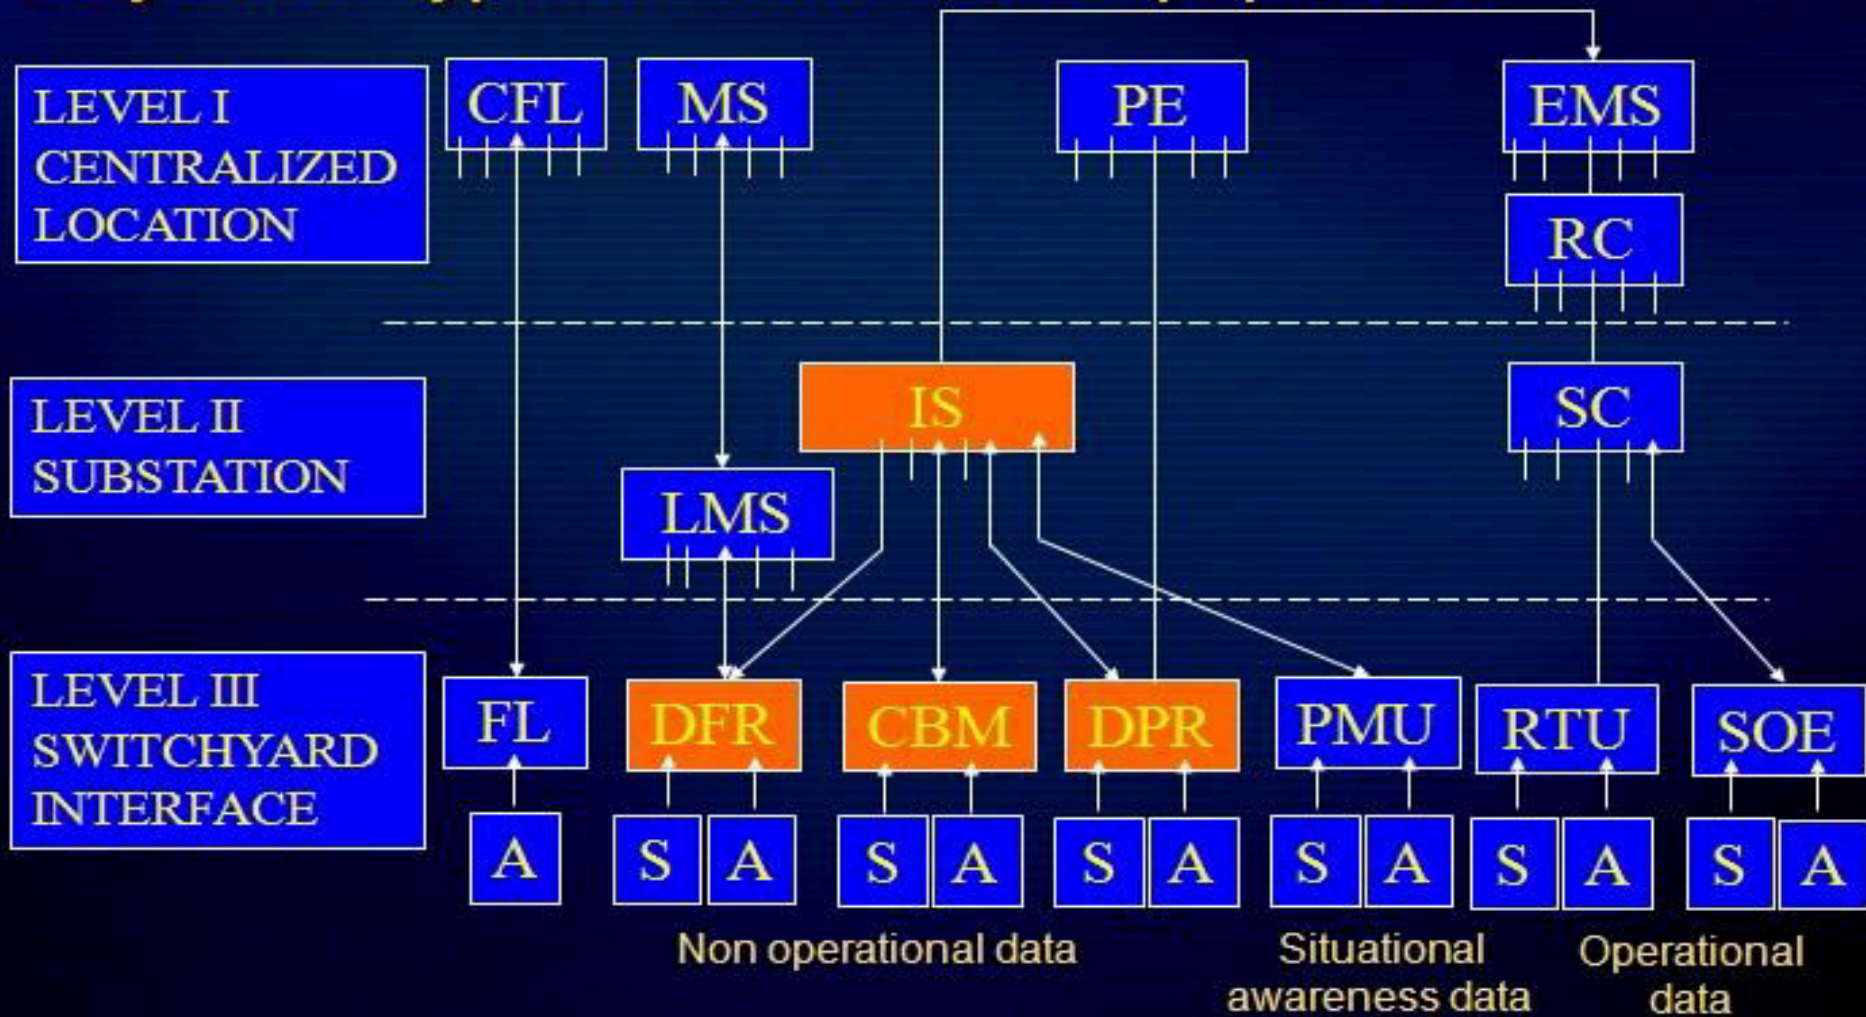 LEVEL I
CENTRALIZED
LOCATION
CFL
MS
PE
EMS
RC
LEVEL II
SUBSTATION
IS
SC
LMS
LEVEL III
SWITCHYARD
INTERFACE
FL
DFR
CBM
DPR
PMU
RTU
SOE
A
S
A
S
A
S
A
S
A
S
A
S
A
Non operational data
Situational
awareness data
Operational
data